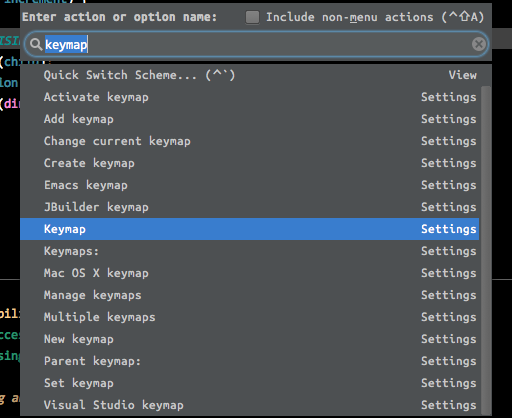 increment) {
Enter action or option name: Include non-menu actions (^⇧A)
keymap
Quick Switch Scheme... (^`) View
Activate keymap Settings
Add keymap Settings
Change current keymap Settings
Create keymap Settings
Emacs keymap Settings
JBuilder keymap Settings
Keymap Settings
Keymaps: Settings
Mac OS X keymap Settings
Manage keymaps Settings
Multiple keymaps Settings
New keymap Settings
Parent keymap: Settings
Set keymap Settings
Visual Studio keymap Settings